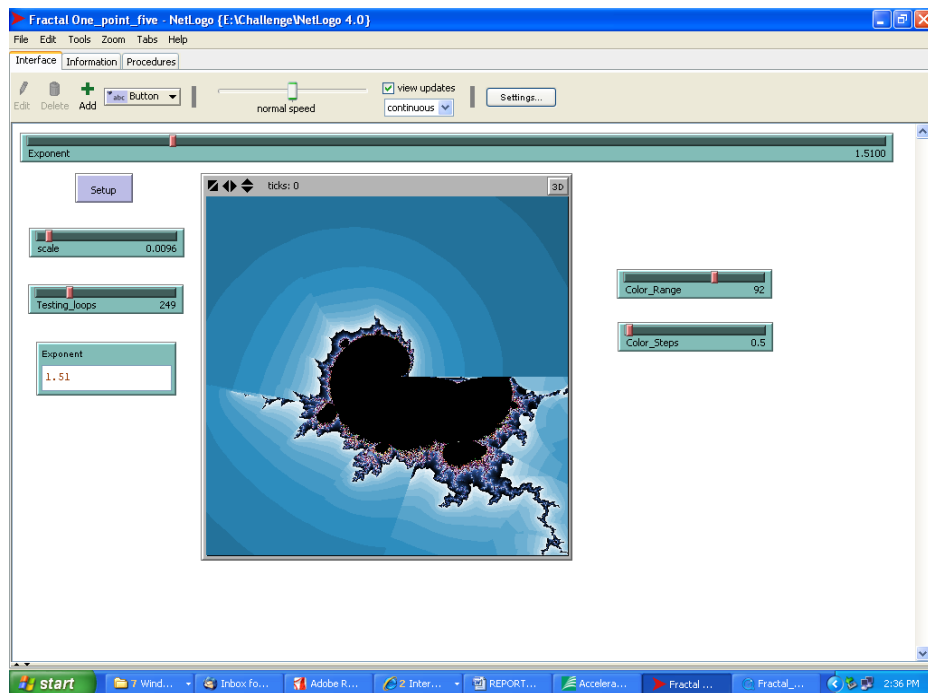 Fractal One_point_five - NetLogo {E:\Challenge\NetLogo 4.0}
File Edit Tools Zoom Tabs Help
Interface Information Procedures
Edit Delete Add abc Button normal speed view updates continuous Settings...
Exponent 1.5100
Setup
ticks: 0 3D
scale 0.0096
Color_Range 92
Testing_loops 249
Color_Steps 0.5
Exponent
1.51
start 7 Wind... Inbox fo... Adobe R... 2 Inter... REPORT... Accelera... Fractal ... Fractal_... 2:36 PM